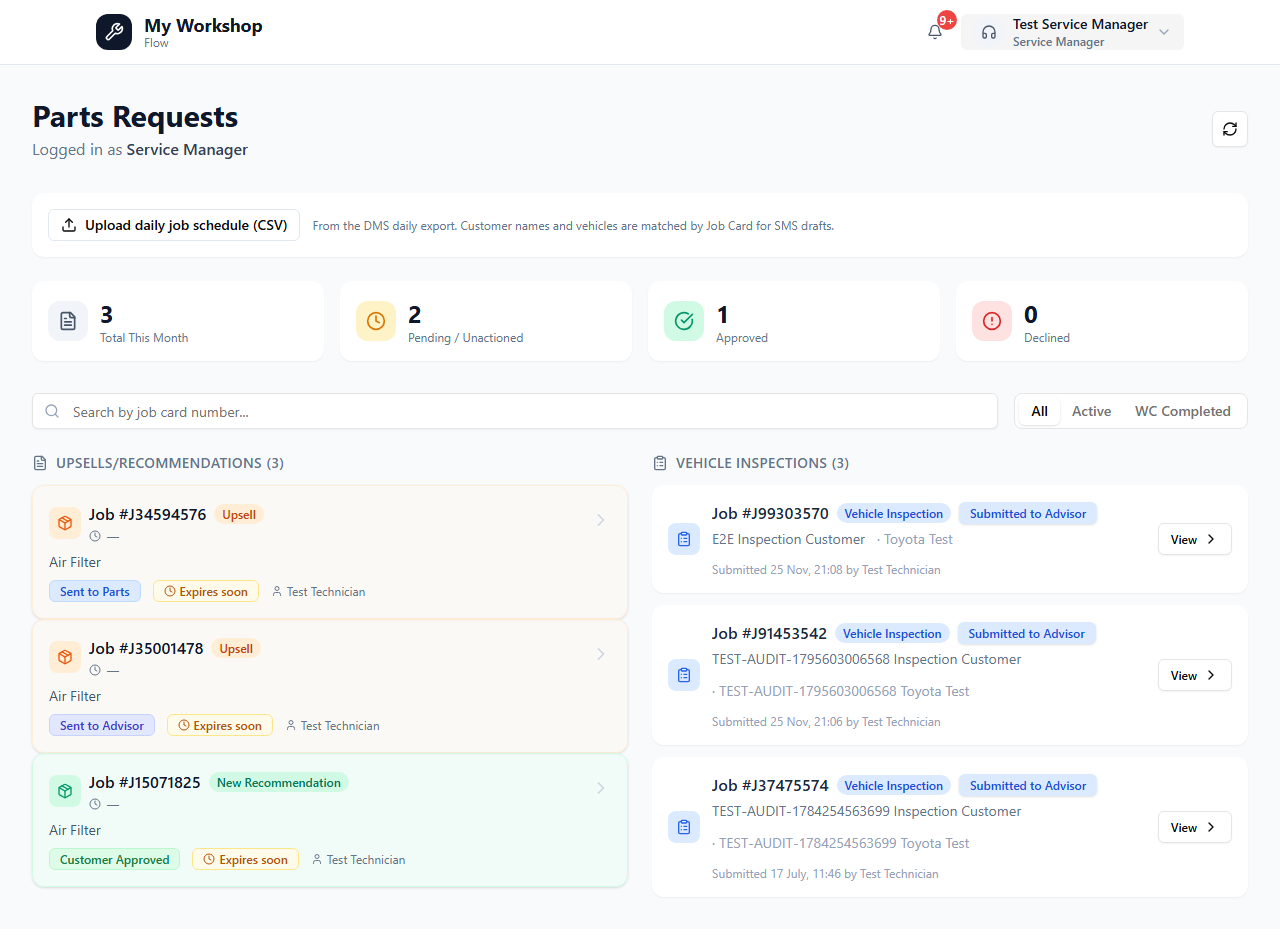 My Workshop
Flow
9+
Test Service Manager
Service Manager
Parts Requests
Logged in as Service Manager
Upload daily job schedule (CSV)
From the DMS daily export. Customer names and vehicles are matched by Job Card for SMS drafts.
3
Total This Month
2
Pending / Unactioned
1
Approved
0
Declined
Search by job card number...
All
Active
WC Completed
UPSELLS/RECOMMENDATIONS (3)
Job #J34594576 Upsell
—
Air Filter
Sent to Parts Expires soon Test Technician
Job #J35001478 Upsell
—
Air Filter
Sent to Advisor Expires soon Test Technician
Job #J15071825 New Recommendation
—
Air Filter
Customer Approved Expires soon Test Technician
VEHICLE INSPECTIONS (3)
Job #J99303570 Vehicle Inspection Submitted to Advisor
E2E Inspection Customer · Toyota Test
Submitted 25 Nov, 21:08 by Test Technician
View
Job #J91453542 Vehicle Inspection Submitted to Advisor
TEST-AUDIT-1795603006568 Inspection Customer
· TEST-AUDIT-1795603006568 Toyota Test
Submitted 25 Nov, 21:06 by Test Technician
View
Job #J37475574 Vehicle Inspection Submitted to Advisor
TEST-AUDIT-1784254563699 Inspection Customer
· TEST-AUDIT-1784254563699 Toyota Test
Submitted 17 July, 11:46 by Test Technician
View